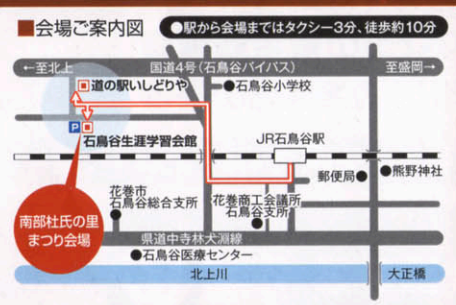 ■会場ご案内図
●駅から会場まではタクシー3分、徒歩約10分
←至北上
国道4号(石鳥谷バイパス)
至盛岡→
道の駅いしどりや
石鳥谷小学校
P
石鳥谷生涯学習会館
JR石鳥谷駅
郵便局
熊野神社
南部杜氏の里
まつり会場
花巻市
石鳥谷総合支所
花巻商工会議所
石鳥谷支所
県道中寺林犬淵線
石鳥谷医療センター
北上川
大正橋